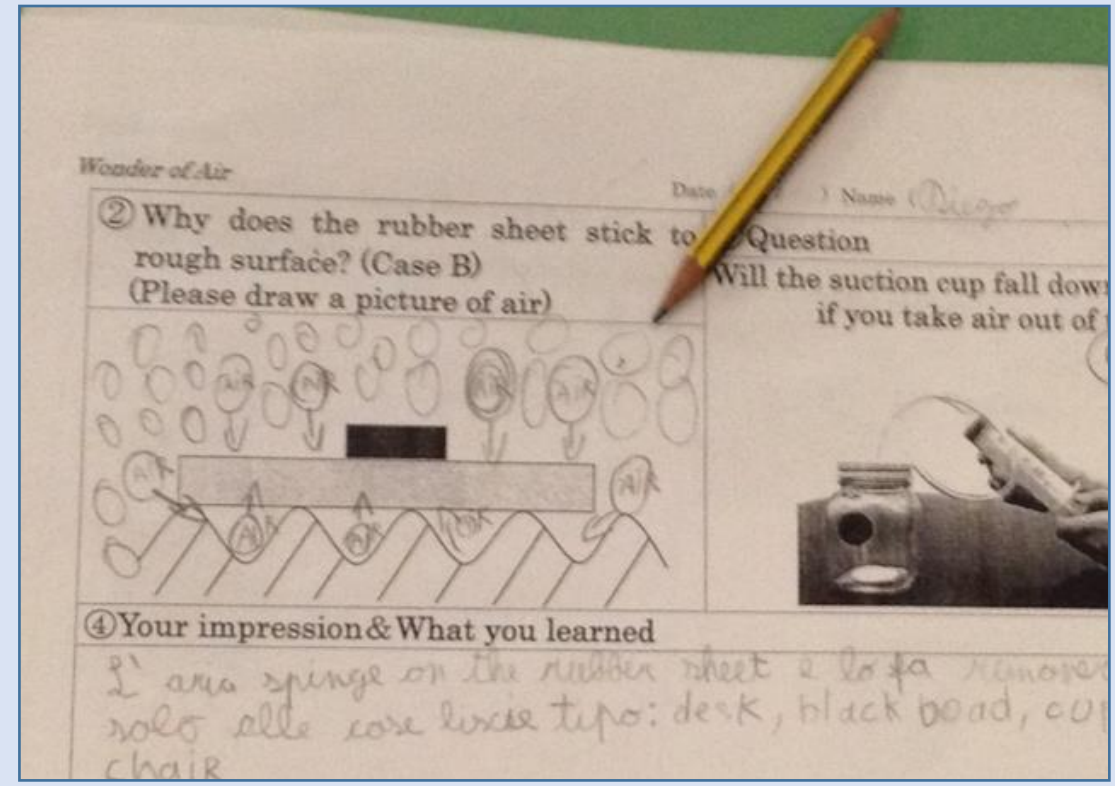 Wonder of Air
Date ( ) Name (Diego
② Why does the rubber sheet stick to
rough surface? (Case B)
(Please draw a picture of air)
AIR AIR AIR AIR
AIR AIR
AIR AIR AIR
Question
Will the suction cup fall down
if you take air out of
④Your impression & What you learned
L'aria spinge on the rubber sheet e lo fa
solo alle cose liscie tipo: desk, black boad,
chair